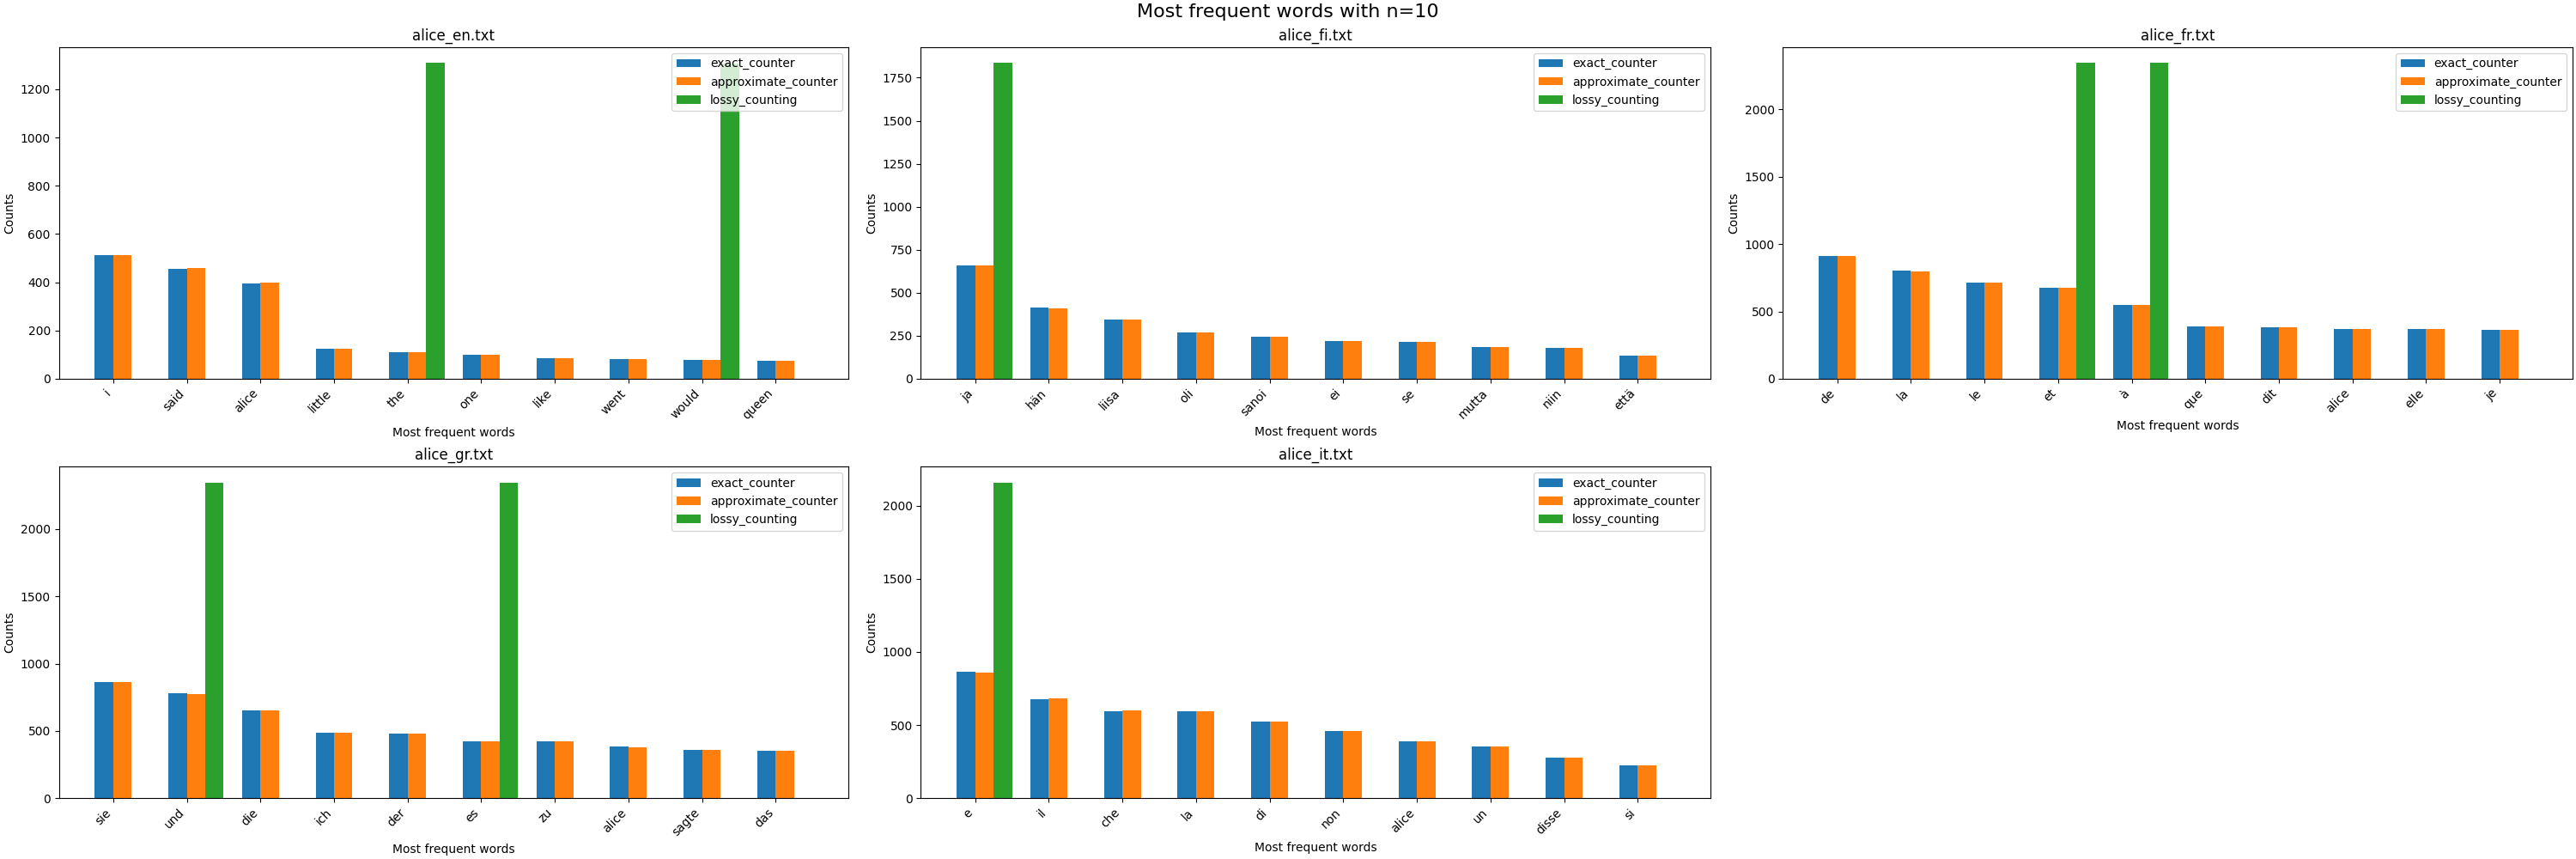 Most frequent words with n=10
alice_en.txt
exact_counter
approximate_counter
lossy_counting
Counts
1200
1000
800
600
400
200
0
i
said
alice
little
the
one
like
went
would
queen
Most frequent words
alice_fi.txt
exact_counter
approximate_counter
lossy_counting
Counts
1750
1500
1250
1000
750
500
250
0
ja
hän
liisa
oli
sanoi
ei
se
mutta
niin
että
Most frequent words
alice_fr.txt
exact_counter
approximate_counter
lossy_counting
Counts
2000
1500
1000
500
0
de
la
le
et
à
que
dit
alice
elle
je
Most frequent words
alice_gr.txt
exact_counter
approximate_counter
lossy_counting
Counts
2000
1500
1000
500
0
sie
und
die
ich
der
es
zu
alice
sagte
das
Most frequent words
alice_it.txt
exact_counter
approximate_counter
lossy_counting
Counts
2000
1500
1000
500
0
e
il
che
la
di
non
alice
un
disse
si
Most frequent words